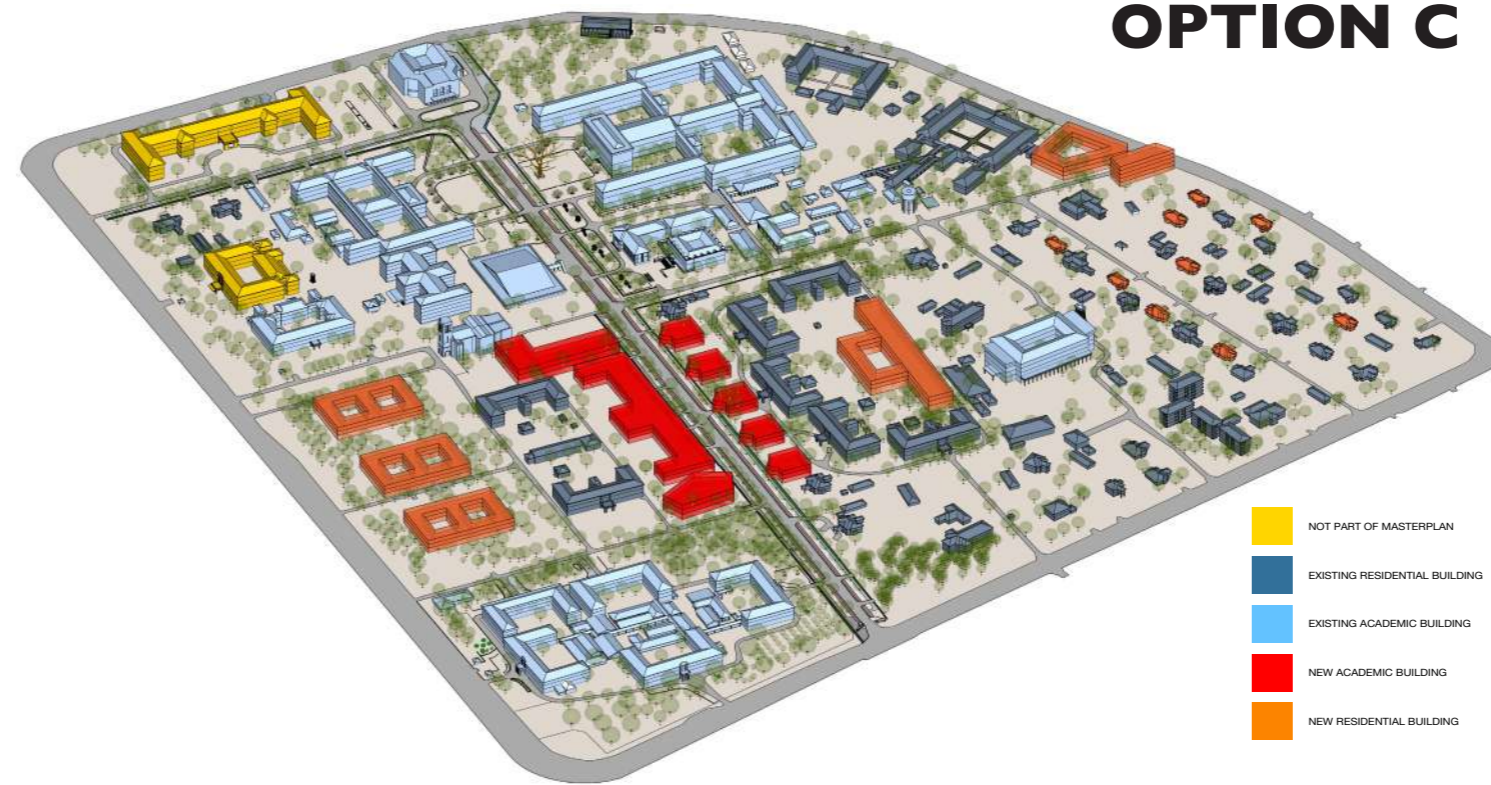 OPTION C
NOT PART OF MASTERPLAN
EXISTING RESIDENTIAL BUILDING
EXISTING ACADEMIC BUILDING
NEW ACADEMIC BUILDING
NEW RESIDENTIAL BUILDING